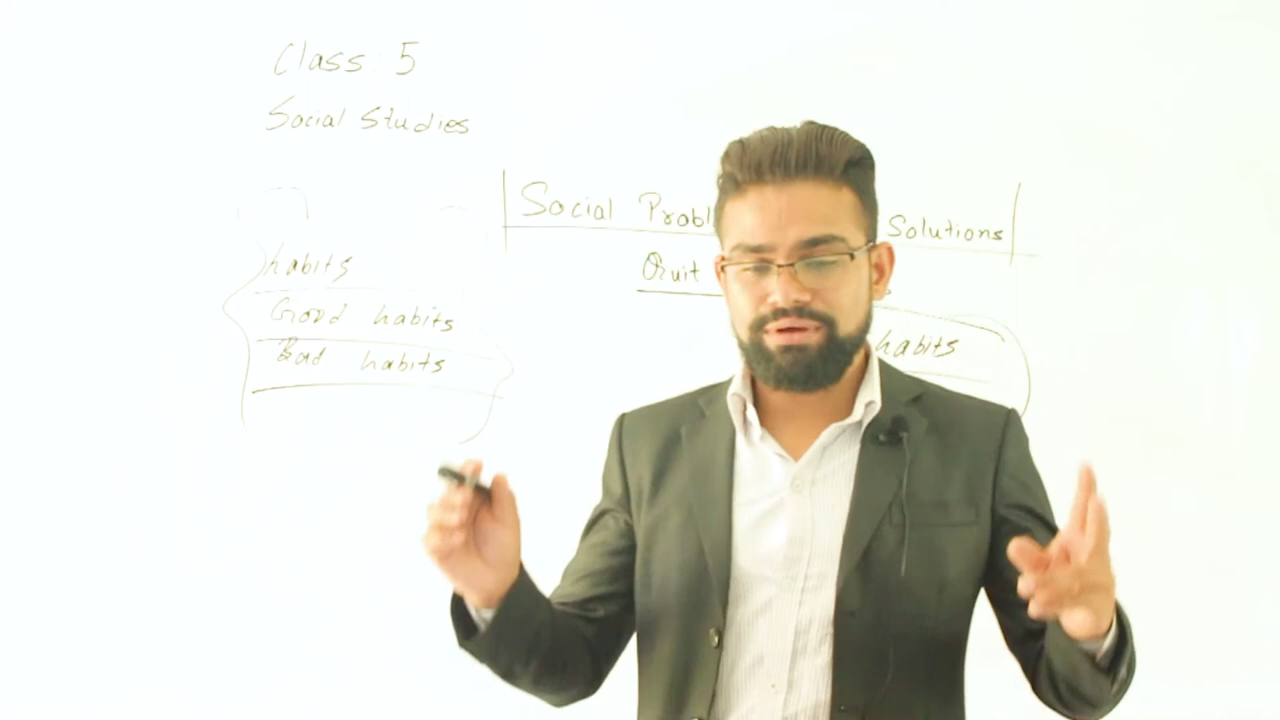 Class: 5
Social Studies
Social Probl Solutions
Quit
habits
habits
Good habits
Bad habits